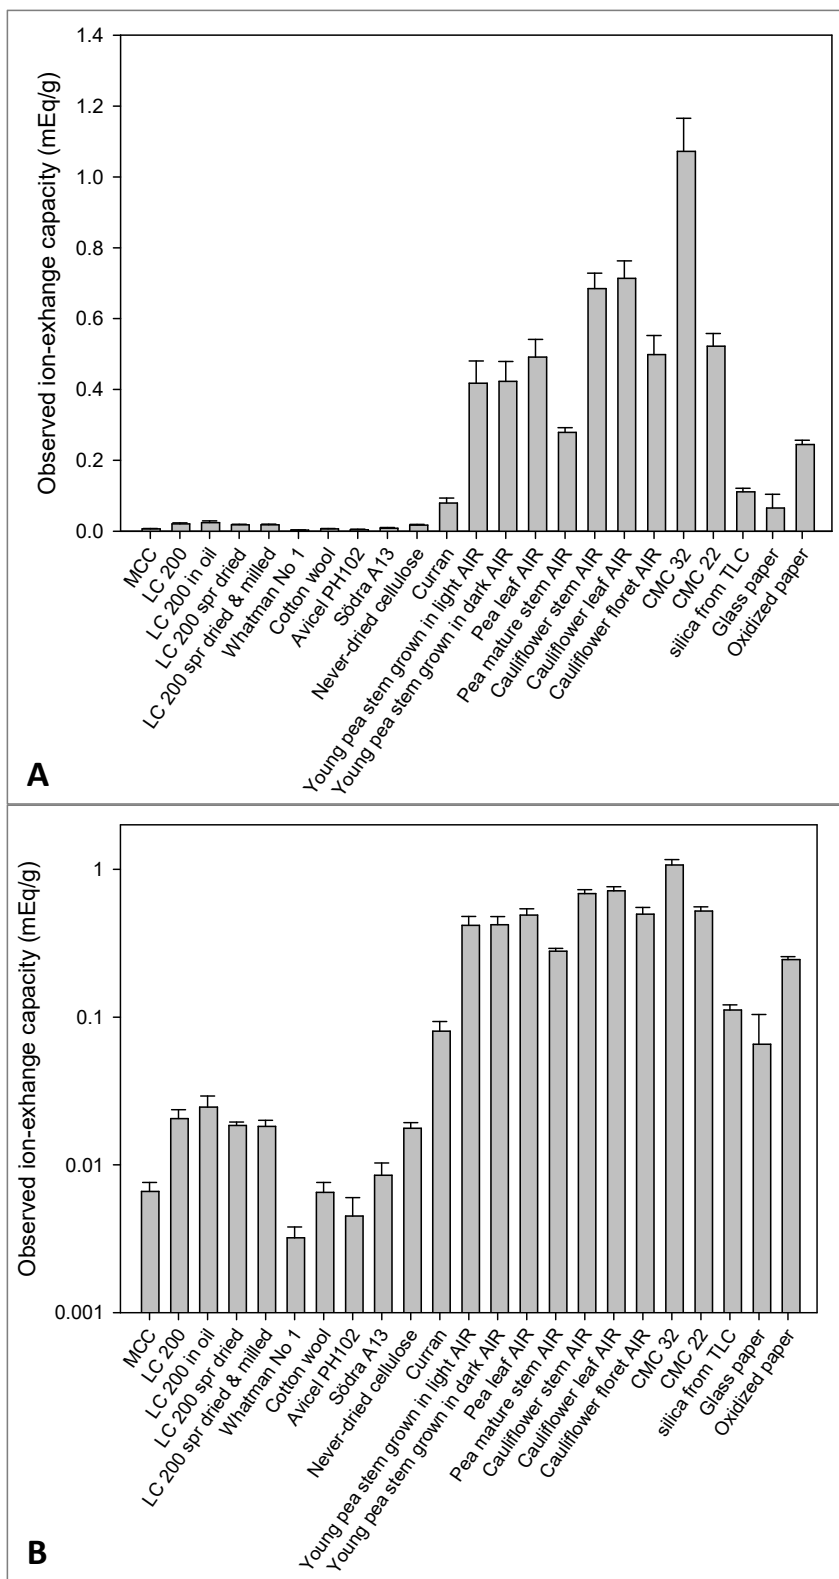 Observed ion-exhange capacity (mEq/g)
1.4
1.2
1.0
0.8
0.6
0.4
0.2
0.0
MCC
LC 200
LC 200 in oil
LC 200 spr dried
LC 200 spr dried & milled
Whatman No 1
Cotton wool
Avicel PH102
Södra A13
Never-dried cellulose
Curran
Young pea stem grown in light AIR
Young pea stem grown in dark AIR
Pea leaf AIR
Pea mature stem AIR
Cauliflower stem AIR
Cauliflower leaf AIR
Cauliflower floret AIR
CMC 32
CMC 22
silica from TLC
Glass paper
Oxidized paper
A
Observed ion-exhange capacity (mEq/g)
1
0.1
0.01
0.001
MCC
LC 200
LC 200 in oil
LC 200 spr dried
LC 200 spr dried & milled
Whatman No 1
Cotton wool
Avicel PH102
Södra A13
Never-dried cellulose
Curran
Young pea stem grown in light AIR
Young pea stem grown in dark AIR
Pea leaf AIR
Pea mature stem AIR
Cauliflower stem AIR
Cauliflower leaf AIR
Cauliflower floret AIR
CMC 32
CMC 22
silica from TLC
Glass paper
Oxidized paper
B